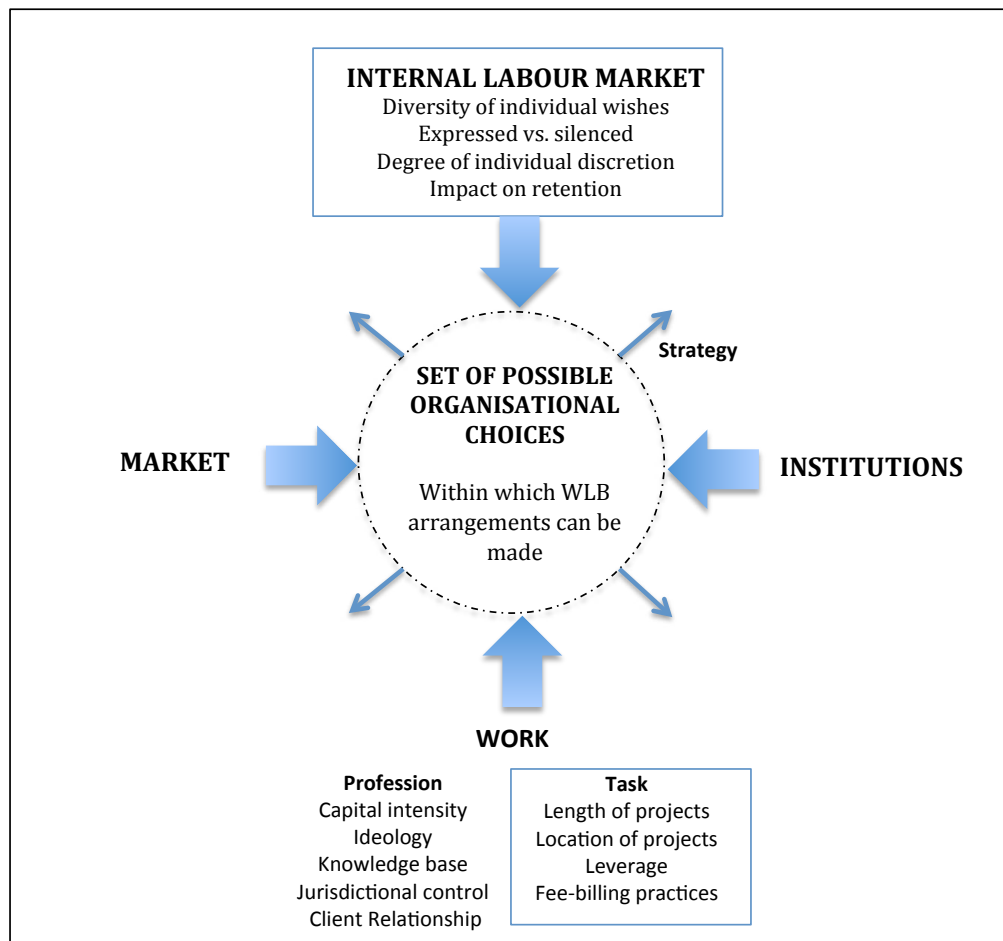 INTERNAL LABOUR MARKET
Diversity of individual wishes
Expressed vs. silenced
Degree of individual discretion
Impact on retention
Strategy
SET OF POSSIBLE
ORGANISATIONAL
CHOICES
Within which WLB
arrangements can be
made
MARKET
INSTITUTIONS
WORK
Profession
Capital intensity
Ideology
Knowledge base
Jurisdictional control
Client Relationship
Task
Length of projects
Location of projects
Leverage
Fee-billing practices